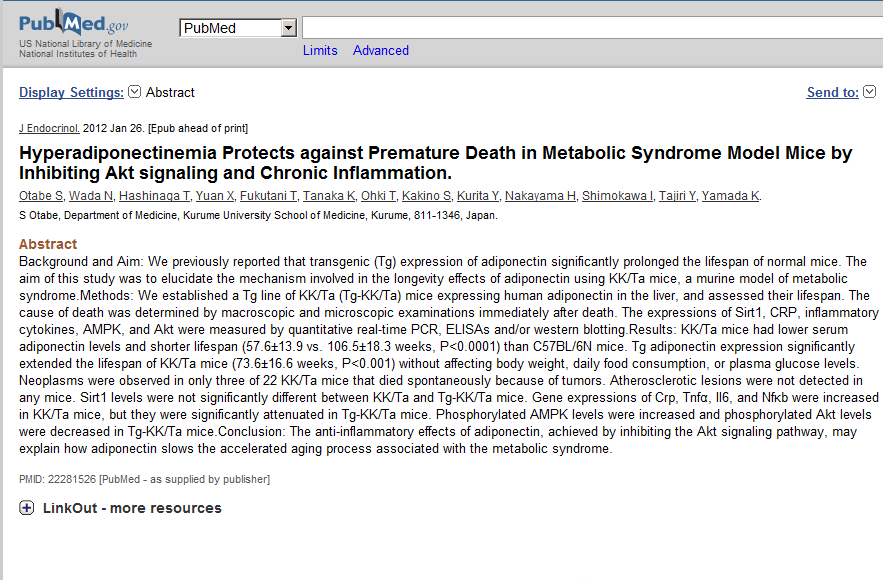 PubMed.gov
US National Library of Medicine
National Institutes of Health
PubMed
Limits Advanced
Display Settings: Abstract
Send to:
J Endocrinol. 2012 Jan 26. [Epub ahead of print]
Hyperadiponectinemia Protects against Premature Death in Metabolic Syndrome Model Mice by
Inhibiting Akt signaling and Chronic Inflammation.
Otabe S, Wada N, Hashinaga T, Yuan X, Fukutani T, Tanaka K, Ohki T, Kakino S, Kurita Y, Nakayama H, Shimokawa I, Tajiri Y, Yamada K.
S Otabe, Department of Medicine, Kurume University School of Medicine, Kurume, 811-1346, Japan.
Abstract
Background and Aim: We previously reported that transgenic (Tg) expression of adiponectin significantly prolonged the lifespan of normal mice. The
aim of this study was to elucidate the mechanism involved in the longevity effects of adiponectin using KK/Ta mice, a murine model of metabolic
syndrome.Methods: We established a Tg line of KK/Ta (Tg-KK/Ta) mice expressing human adiponectin in the liver, and assessed their lifespan. The
cause of death was determined by macroscopic and microscopic examinations immediately after death. The expressions of Sirt1, CRP, inflammatory
cytokines, AMPK, and Akt were measured by quantitative real-time PCR, ELISAs and/or western blotting.Results: KK/Ta mice had lower serum
adiponectin levels and shorter lifespan (57.6±13.9 vs. 106.5±18.3 weeks, P<0.0001) than C57BL/6N mice. Tg adiponectin expression significantly
extended the lifespan of KK/Ta mice (73.6±16.6 weeks, P<0.001) without affecting body weight, daily food consumption, or plasma glucose levels.
Neoplasms were observed in only three of 22 KK/Ta mice that died spontaneously because of tumors. Atherosclerotic lesions were not detected in
any mice. Sirt1 levels were not significantly different between KK/Ta and Tg-KK/Ta mice. Gene expressions of Crp, Tnfα, Il6, and Nfκb were increased
in KK/Ta mice, but they were significantly attenuated in Tg-KK/Ta mice. Phosphorylated AMPK levels were increased and phosphorylated Akt levels
were decreased in Tg-KK/Ta mice.Conclusion: The anti-inflammatory effects of adiponectin, achieved by inhibiting the Akt signaling pathway, may
explain how adiponectin slows the accelerated aging process associated with the metabolic syndrome.
PMID: 22281526 [PubMed - as supplied by publisher]
LinkOut - more resources